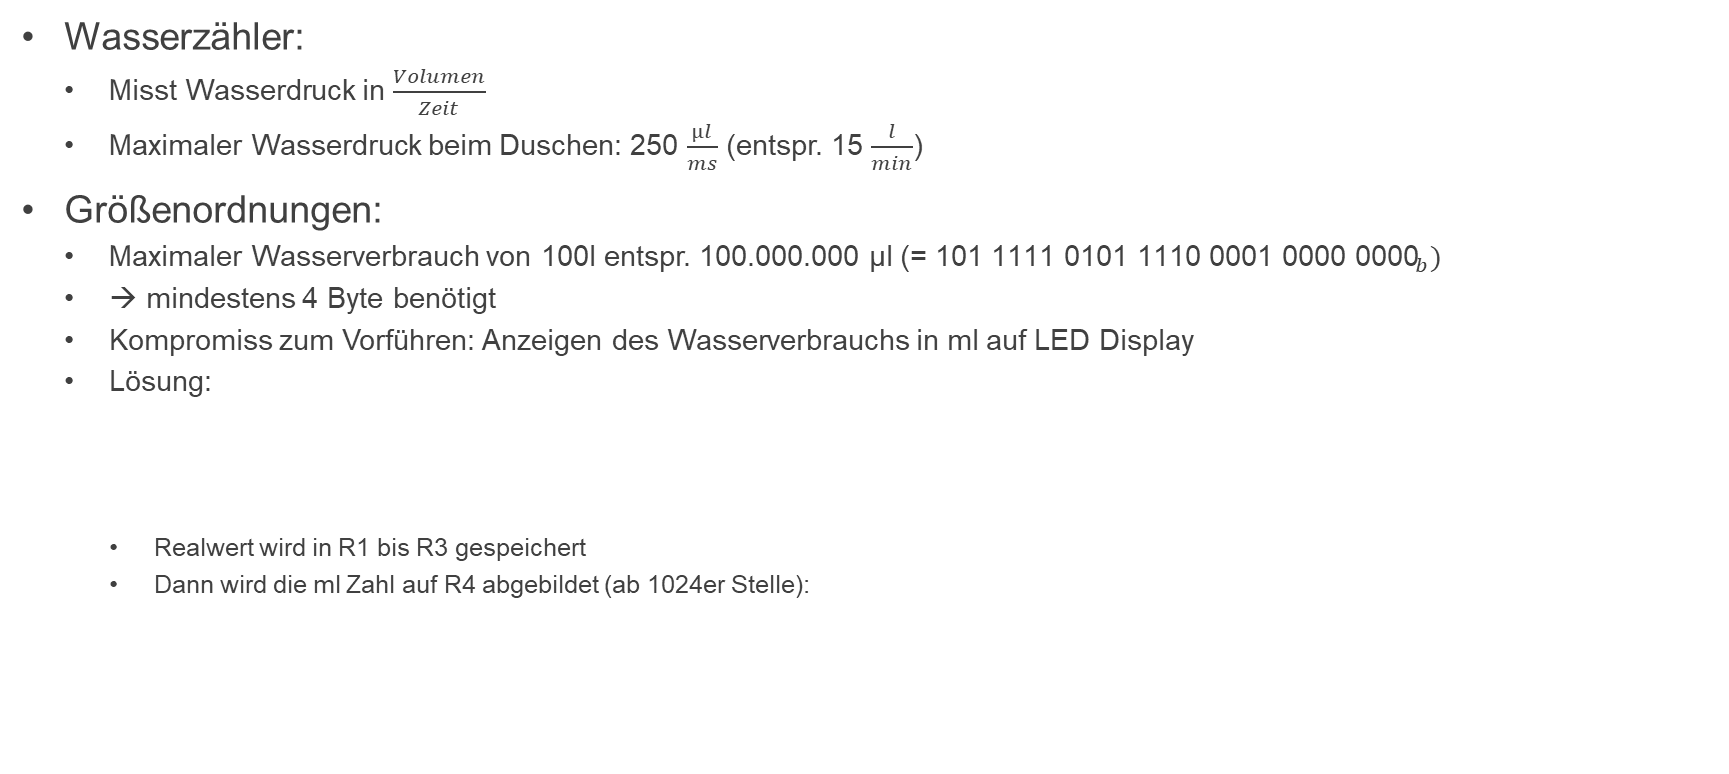 • Wasserzähler:
• Misst Wasserdruck in Volumen/Zeit
• Maximaler Wasserdruck beim Duschen: 250 µl/ms (entspr. 15 l/min)
• Größenordnungen:
• Maximaler Wasserverbrauch von 100l entspr. 100.000.000 µl (= 101 1111 0101 1110 0001 0000 0000b)
• → mindestens 4 Byte benötigt
• Kompromiss zum Vorführen: Anzeigen des Wasserverbrauchs in ml auf LED Display
• Lösung:
• Realwert wird in R1 bis R3 gespeichert
• Dann wird die ml Zahl auf R4 abgebildet (ab 1024er Stelle):